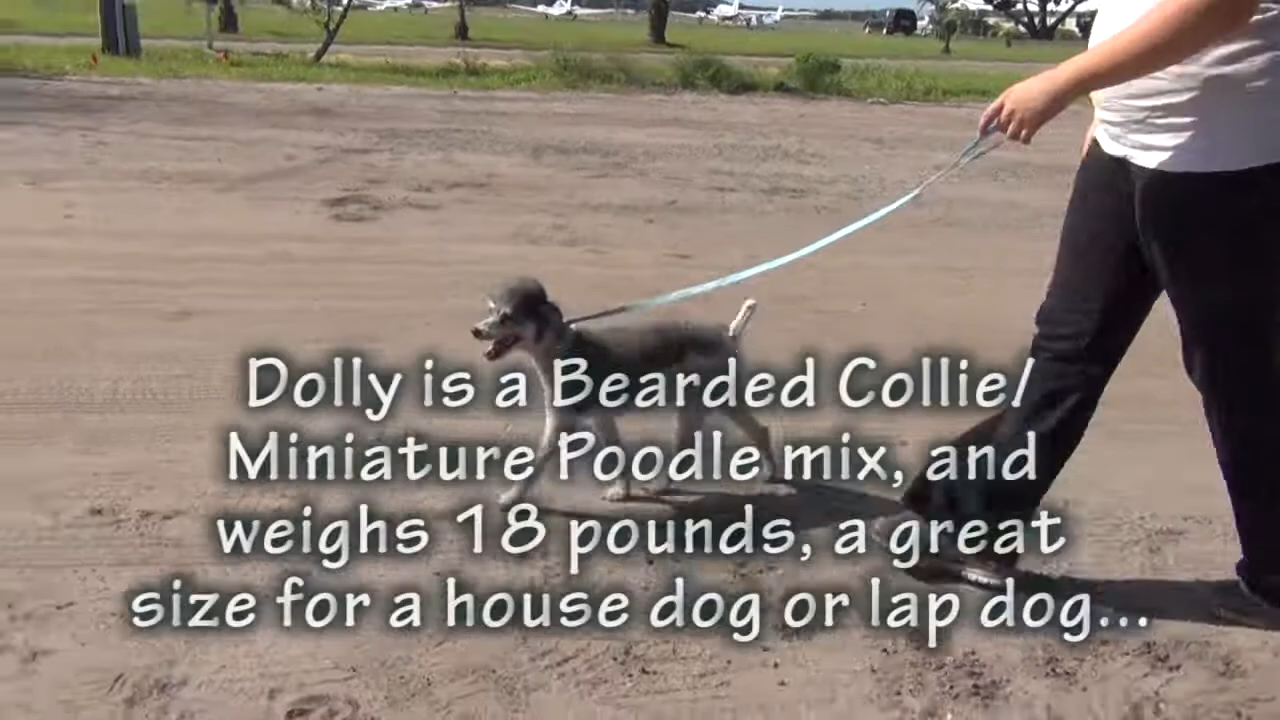 Dolly is a Bearded Collie/
Miniature Poodle mix, and
weighs 18 pounds, a great
size for a house dog or lap dog...